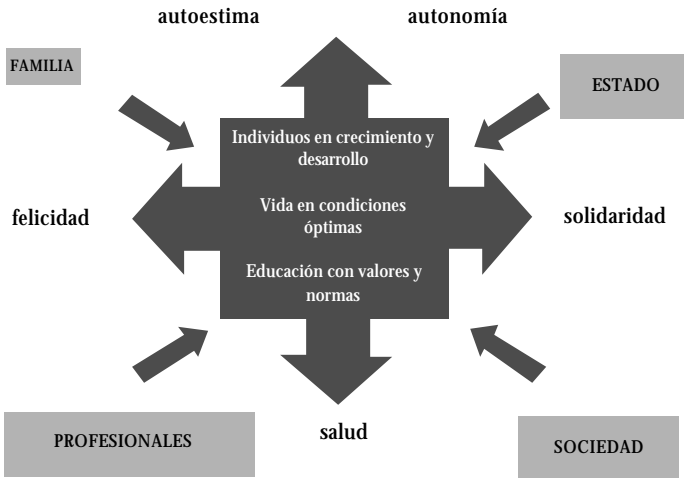 autoestima autonomía
FAMILIA
ESTADO
Individuos en crecimiento y
desarrollo
felicidad
Vida en condiciones
óptimas
solidaridad
Educación con valores y
normas
PROFESIONALES
salud
SOCIEDAD